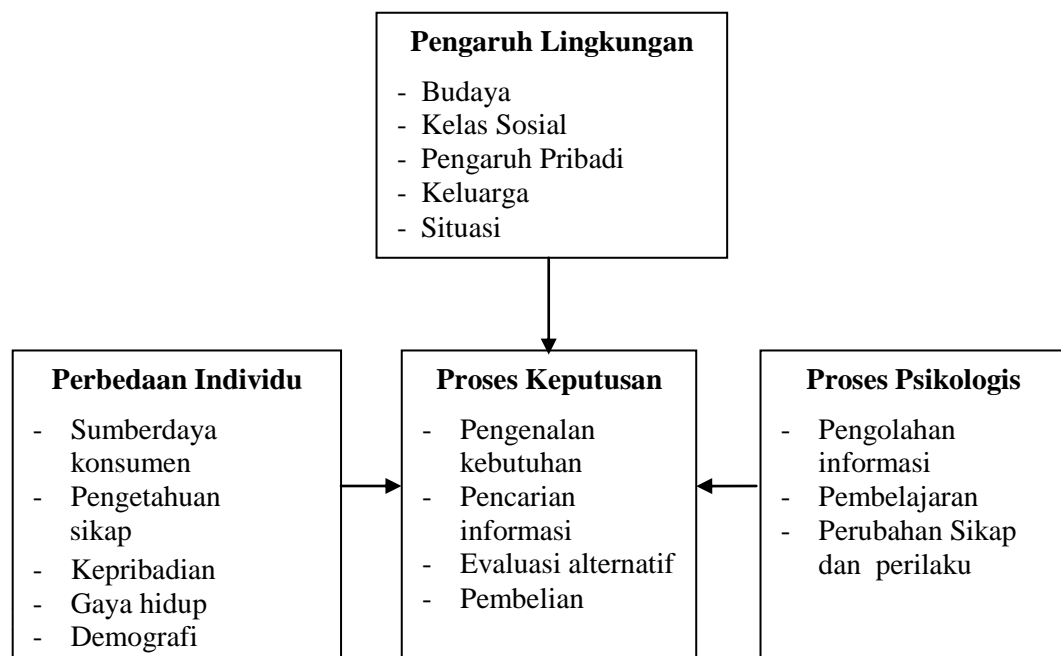 Pengaruh Lingkungan
- Budaya
- Kelas Sosial
- Pengaruh Pribadi
- Keluarga
- Situasi
Perbedaan Individu
- Sumberdaya
konsumen
- Pengetahuan
sikap
- Kepribadian
- Gaya hidup
- Demografi
Proses Keputusan
- Pengenalan
kebutuhan
- Pencarian
informasi
- Evaluasi alternatif
- Pembelian
Proses Psikologis
- Pengolahan
informasi
- Pembelajaran
- Perubahan Sikap
dan perilaku